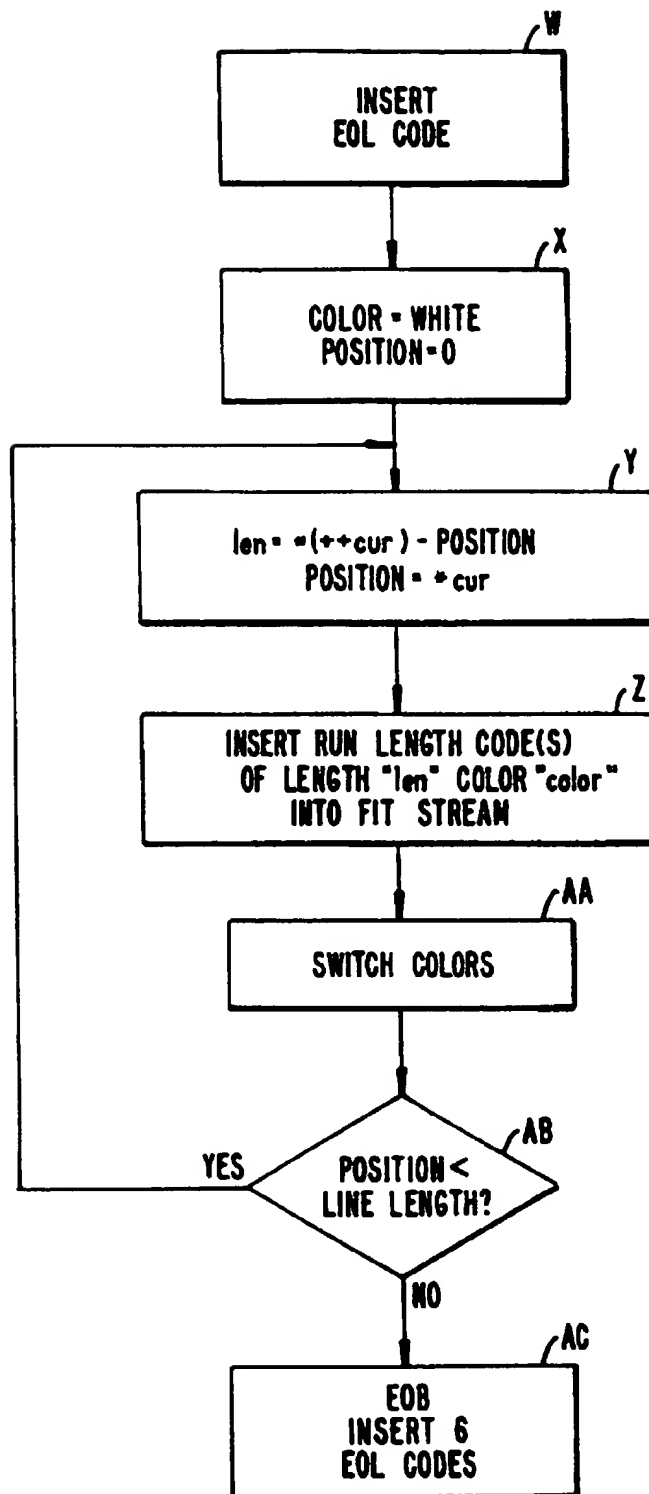 W
INSERT
EOL CODE
X
COLOR = WHITE
POSITION = 0
Y
len = *(++cur) - POSITION
POSITION = *cur
Z
INSERT RUN LENGTH CODE(S)
OF LENGTH "len" COLOR "color"
INTO FIT STREAM
AA
SWITCH COLORS
AB
YES
POSITION <
LINE LENGTH?
NO
AC
EOB
INSERT 6
EOL CODES